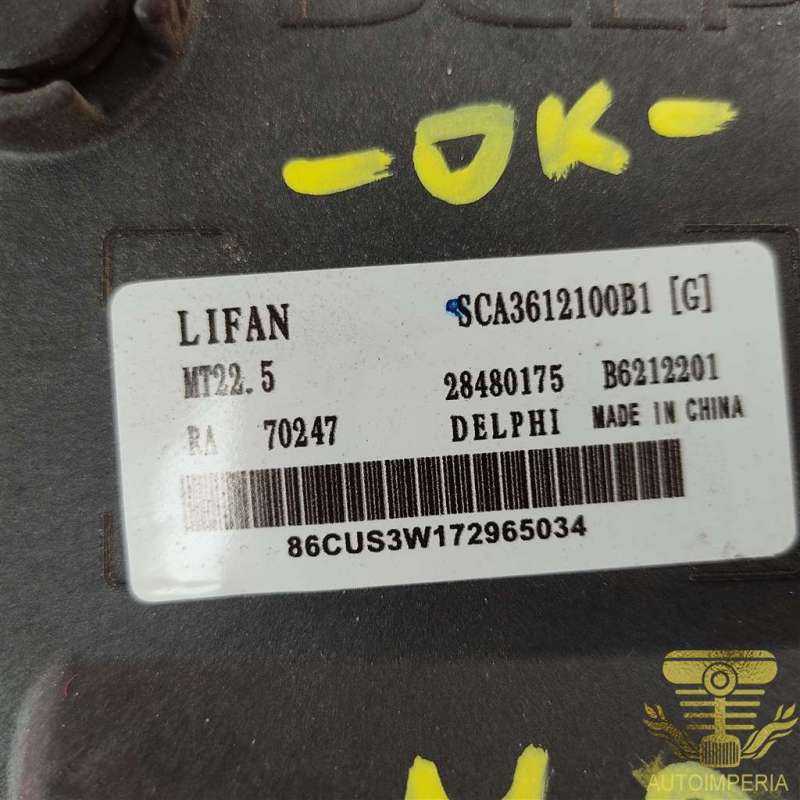 -OK-
LIFAN SCA3612100B1 [G]
MT22.5 28480175 B6212201
RA 70247 DELPHI MADE IN CHINA
86CUS3W172965034
AUTOIMPERIA